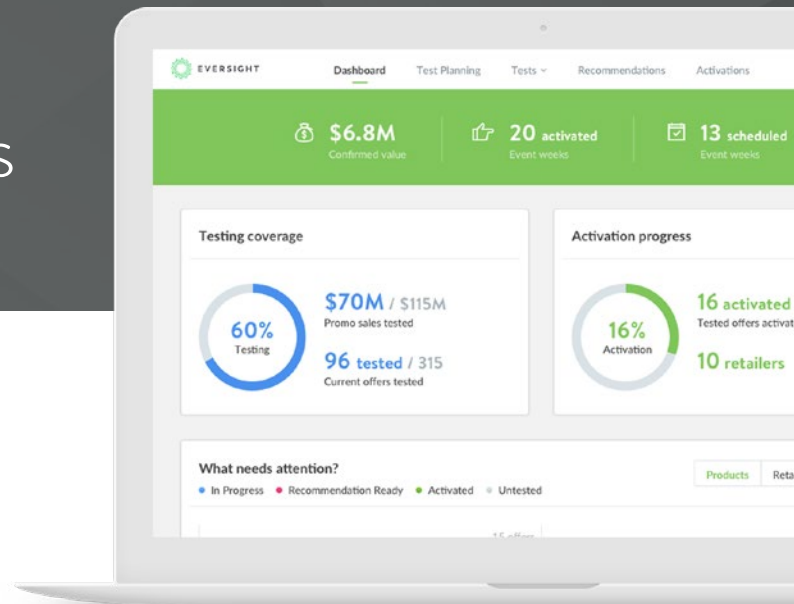 S
EVERSIGHT
Dashboard Test Planning Tests Recommendations Activations
$6.8M 20 activated 13 scheduled
Confirmed value Event weeks Event weeks
Testing coverage
60%
Testing
$70M / $115M
Promo sales tested
96 tested / 315
Current offers tested
Activation progress
16%
Activation
16 activated
Tested offers activat
10 retailers
What needs attention?
In Progress Recommendation Ready Activated Untested
Products Reta